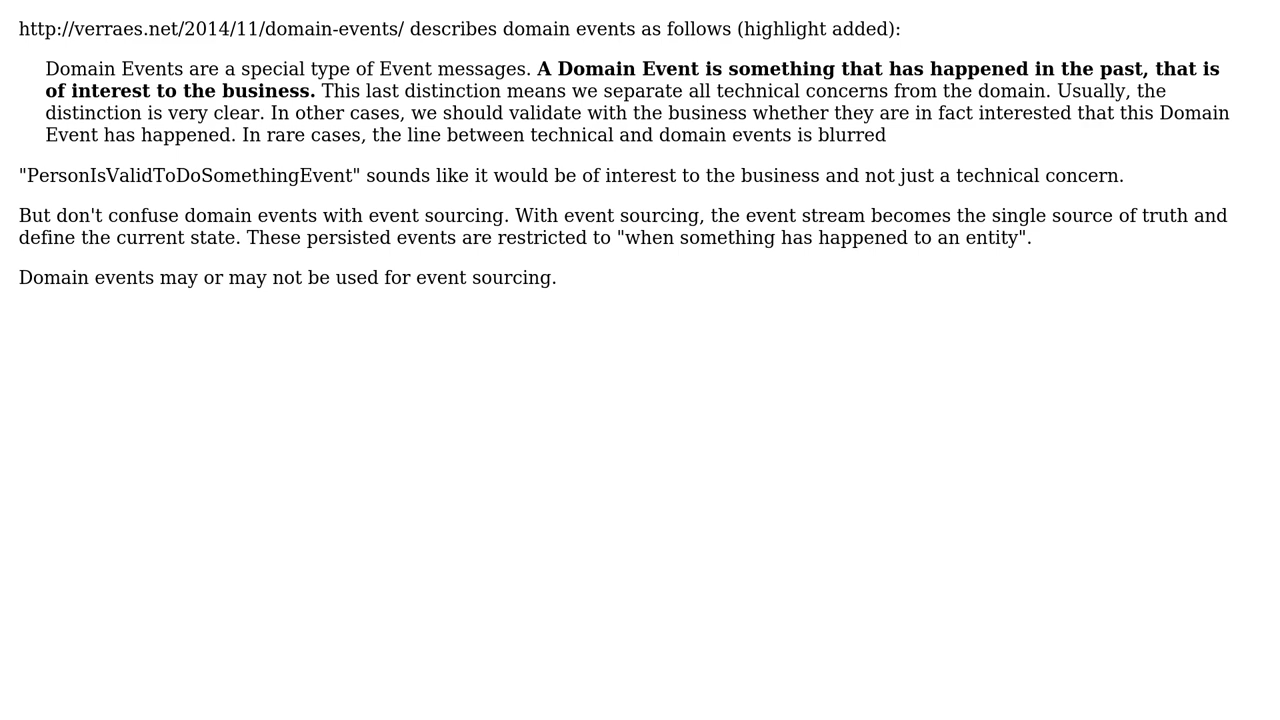 http://verraes.net/2014/11/domain-events/ describes domain events as follows (highlight added):
Domain Events are a special type of Event messages. A Domain Event is something that has happened in the past, that is
of interest to the business. This last distinction means we separate all technical concerns from the domain. Usually, the
distinction is very clear. In other cases, we should validate with the business whether they are in fact interested that this Domain
Event has happened. In rare cases, the line between technical and domain events is blurred
"PersonIsValidToDoSomethingEvent" sounds like it would be of interest to the business and not just a technical concern.
But don't confuse domain events with event sourcing. With event sourcing, the event stream becomes the single source of truth and
define the current state. These persisted events are restricted to "when something has happened to an entity".
Domain events may or may not be used for event sourcing.